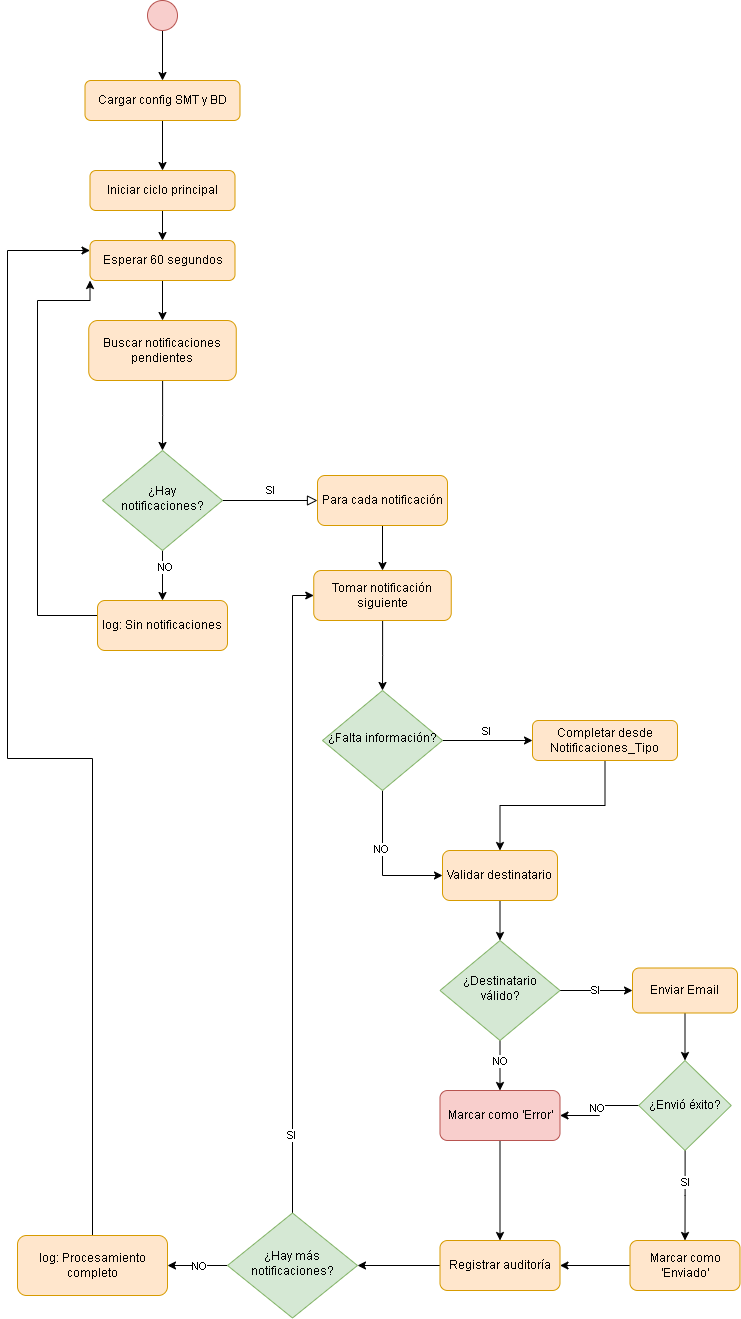 Cargar config SMT y BD
Iniciar ciclo principal
Esperar 60 segundos
Buscar notificaciones
pendientes
¿Hay
notificaciones?
SI
Para cada notificación
NO
log: Sin notificaciones
Tomar notificación
siguiente
¿Falta información?
SI
Completar desde
Notificaciones_Tipo
NO
Validar destinatario
¿Destinatario
válido?
SI
Enviar Email
NO
Marcar como 'Error'
NO
¿Envió éxito?
SI
SI
log: Procesamiento
completo
NO
¿Hay más
notificaciones?
Registrar auditoría
Marcar como
'Enviado'